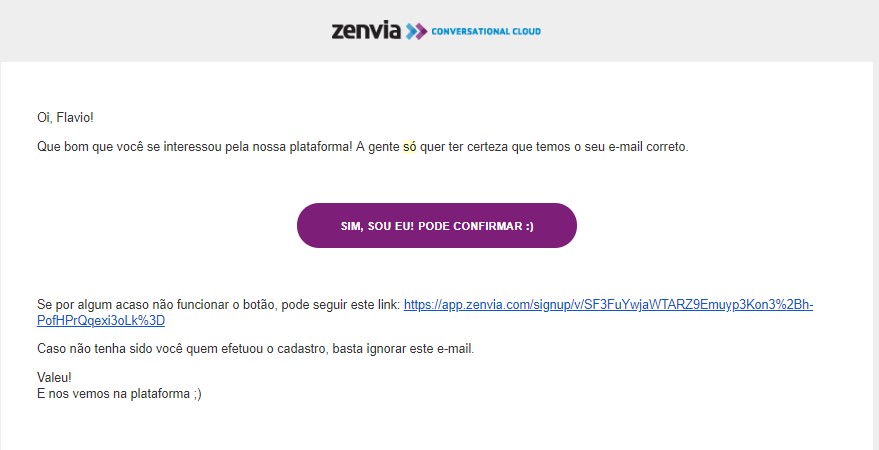 zenvia CONVERSATIONAL CLOUD
Oi, Flavio!
Que bom que você se interessou pela nossa plataforma! A gente só quer ter certeza que temos o seu e-mail correto.
SIM, SOU EU! PODE CONFIRMAR :)
Se por algum acaso não funcionar o botão, pode seguir este link: https://app.zenvia.com/signup/v/SF3FuYwjaWTARZ9Emuyp3Kon3%2Bh-
PofHPrQqexi3oLk%3D
Caso não tenha sido você quem efetuou o cadastro, basta ignorar este e-mail.
Valeu!
E nos vemos na plataforma ;)